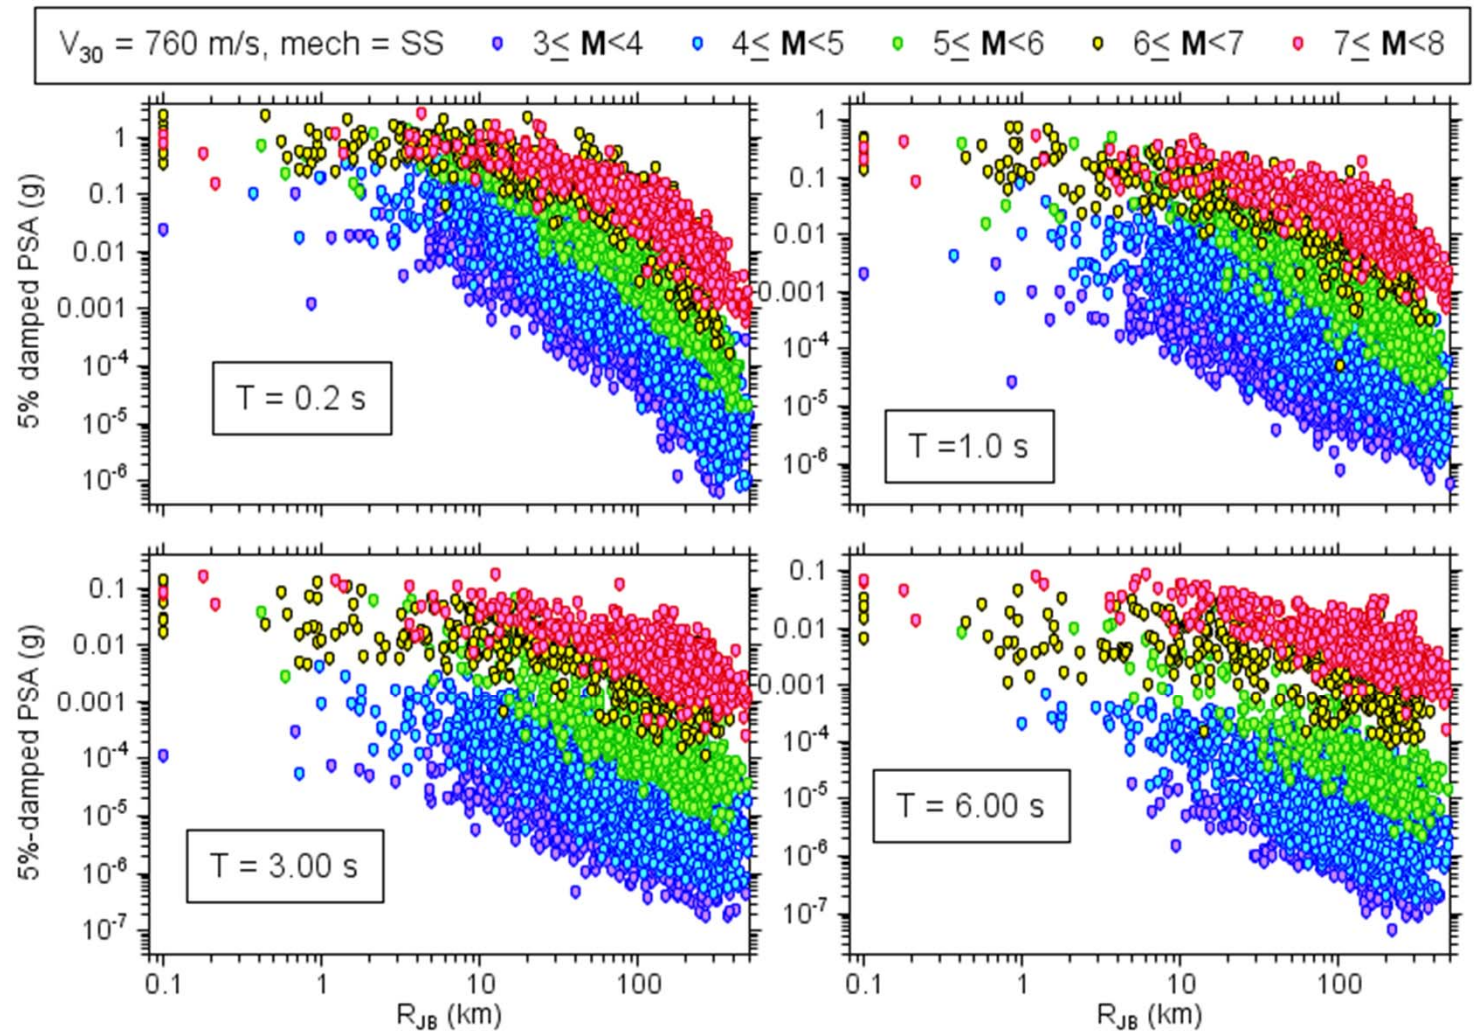 V30 = 760 m/s, mech = SS 3≤ M<4 4≤ M<5 5≤ M<6 6≤ M<7 7≤ M<8
5% damped PSA (g)
1
0.1
0.01
0.001
10-4
10-5
10-6
T = 0.2 s
1
0.1
0.01
0.001
10-4
10-5
10-6
T =1.0 s
5%-damped PSA (g)
0.1
0.01
0.001
10-4
10-5
10-6
10-7
T = 3.00 s
0.1 1 10 100
RJB (km)
0.1
0.01
0.001
10-4
10-5
10-6
10-7
T = 6.00 s
0.1 1 10 100
RJB (km)